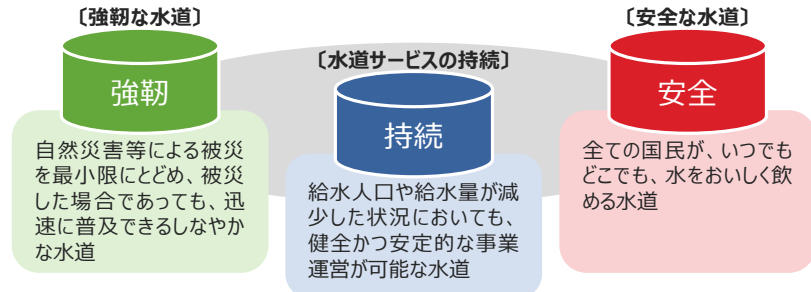 〔強靭な水道〕
強靭
自然災害等による被災
を最小限にとどめ、被災
した場合であっても、迅
速に普及できるしなやか
な水道
〔水道サービスの持続〕
持続
給水人口や給水量が減
少した状況においても、
健全かつ安定的な事業
運営が可能な水道
〔安全な水道〕
安全
全ての国民が、いつでも
どこでも、水をおいしく飲
める水道